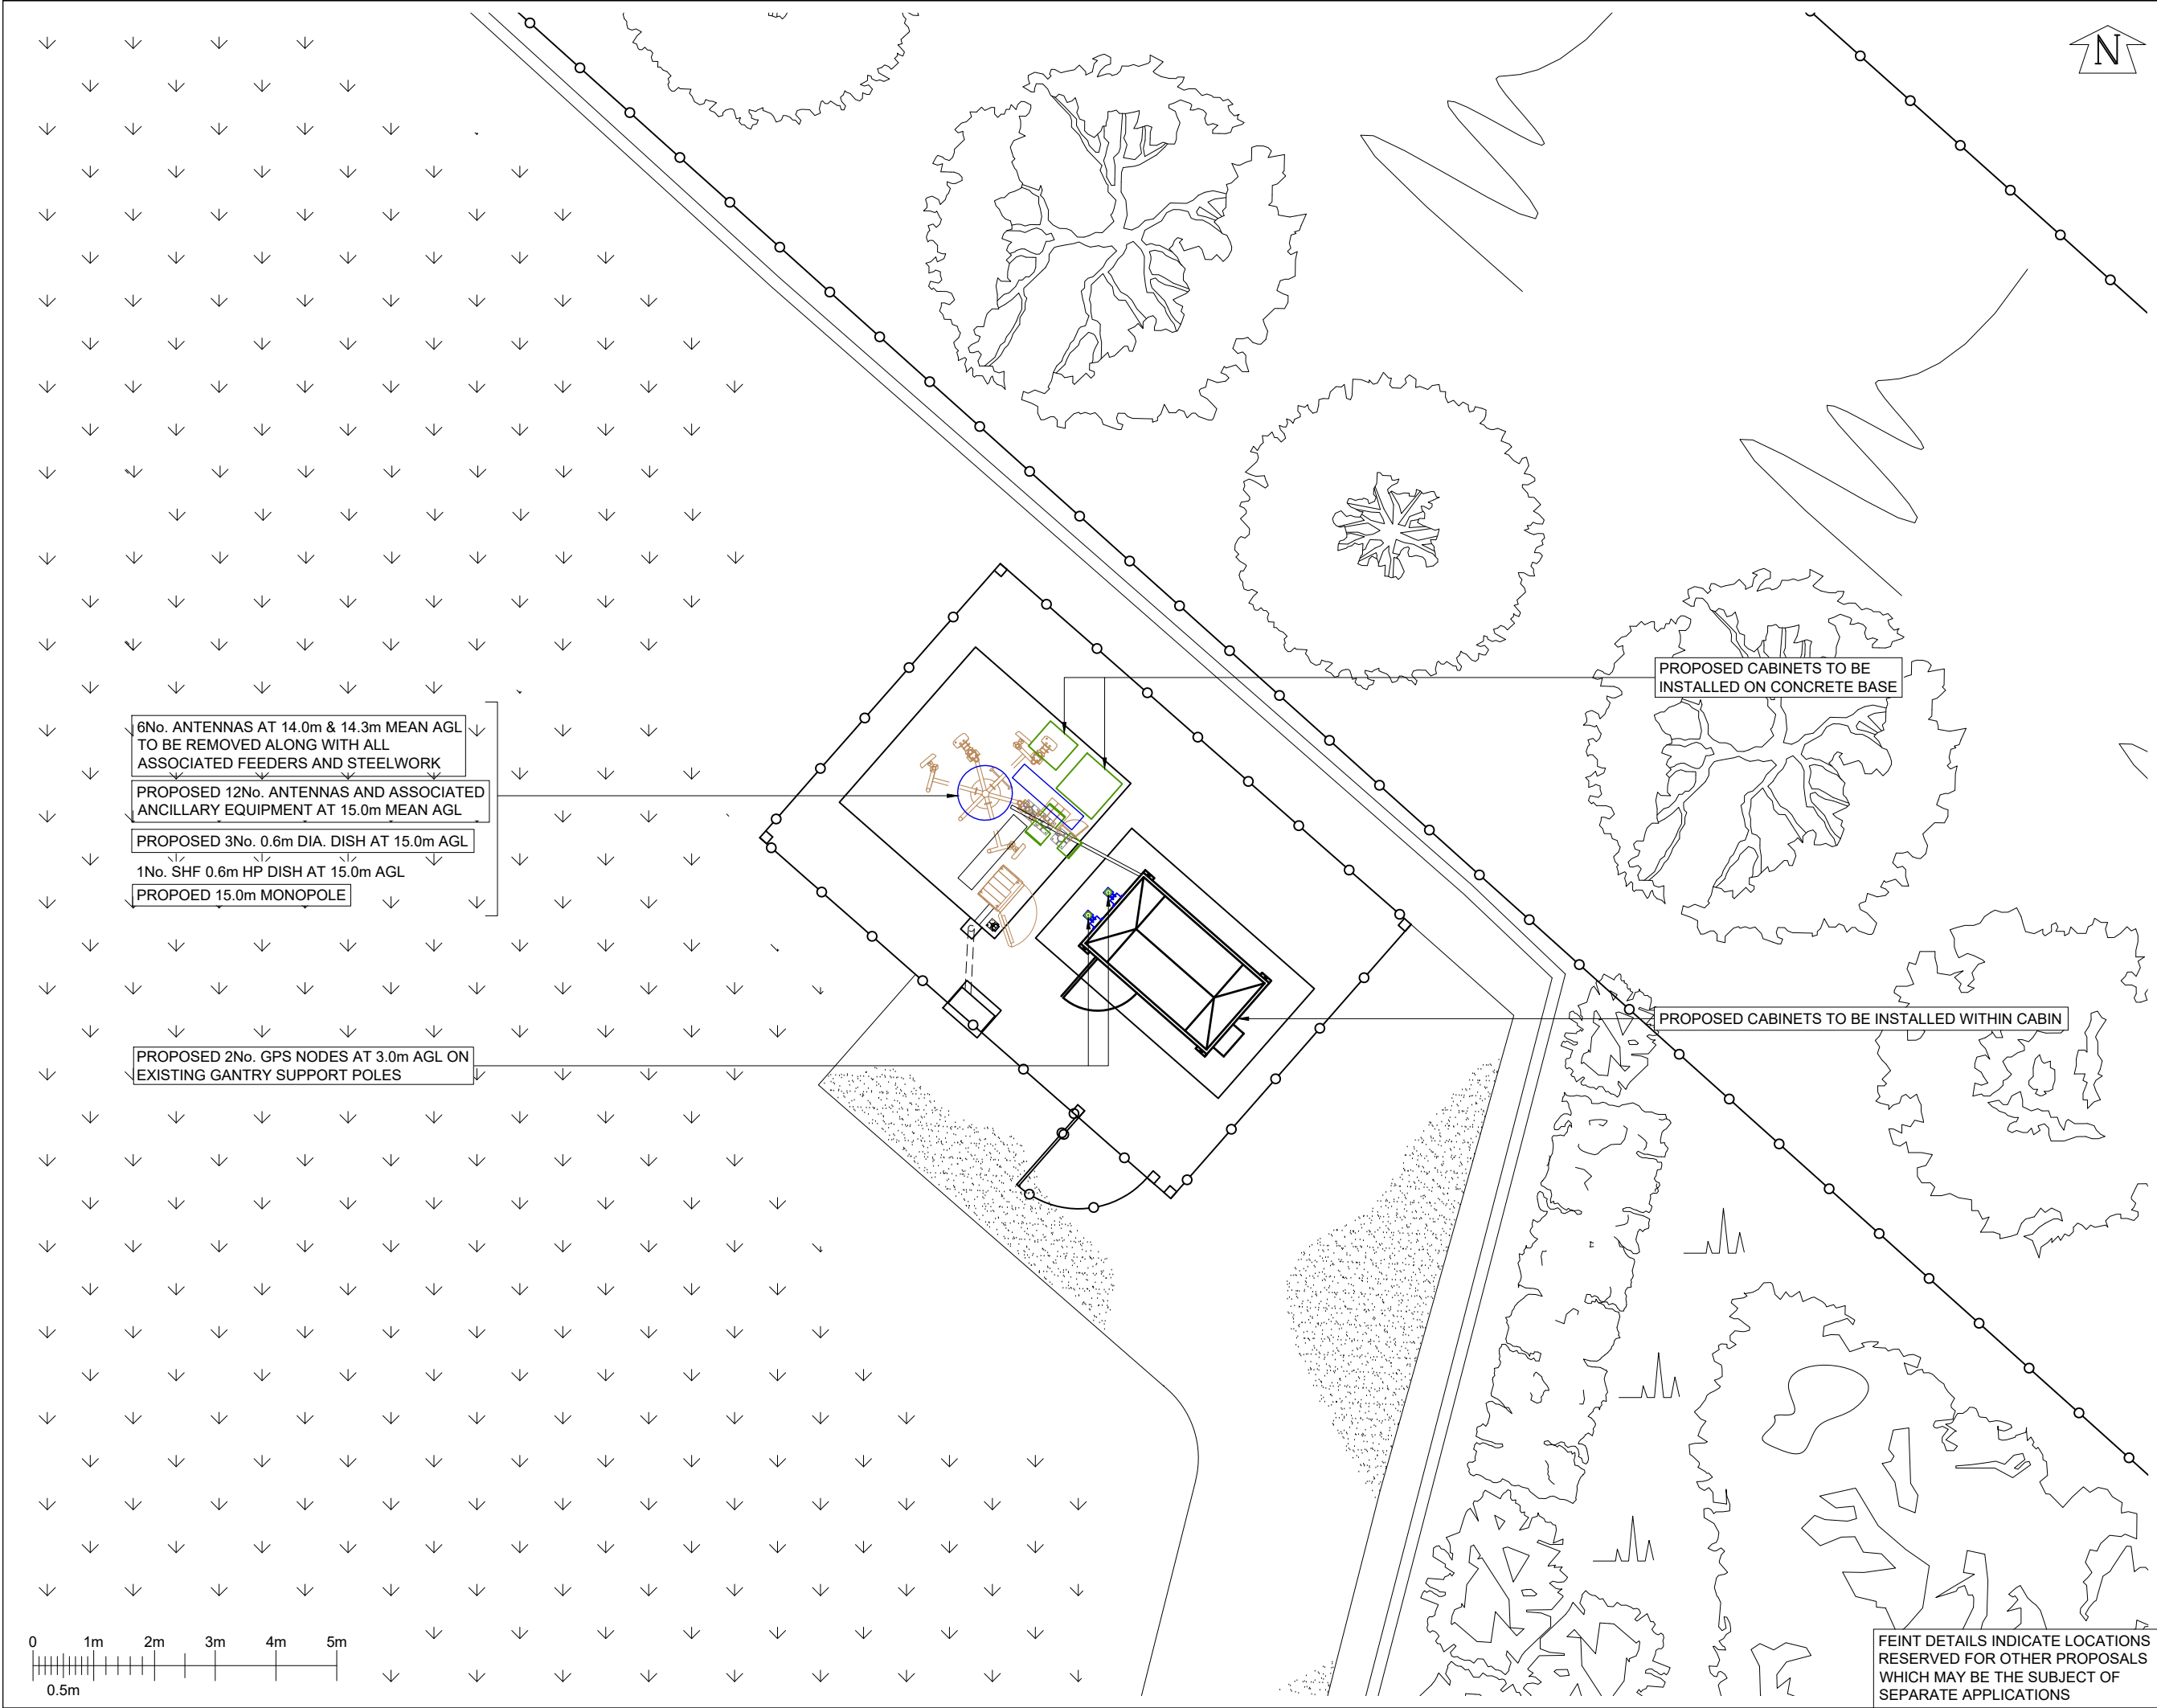 N
PROPOSED CABINETS TO BE
INSTALLED ON CONCRETE BASE
6No. ANTENNAS AT 14.0m & 14.3m MEAN AGL
TO BE REMOVED ALONG WITH ALL
ASSOCIATED FEEDERS AND STEELWORK
PROPOSED 12No. ANTENNAS AND ASSOCIATED
ANCILLARY EQUIPMENT AT 15.0m MEAN AGL
PROPOSED 3No. 0.6m DIA. DISH AT 15.0m AGL
1No. SHF 0.6m HP DISH AT 15.0m AGL
PROPOED 15.0m MONOPOLE
PROPOSED CABINETS TO BE INSTALLED WITHIN CABIN
PROPOSED 2No. GPS NODES AT 3.0m AGL ON
EXISTING GANTRY SUPPORT POLES
0 1m 2m 3m 4m 5m
0.5m
FEINT DETAILS INDICATE LOCATIONS
RESERVED FOR OTHER PROPOSALS
WHICH MAY BE THE SUBJECT OF
SEPARATE APPLICATIONS